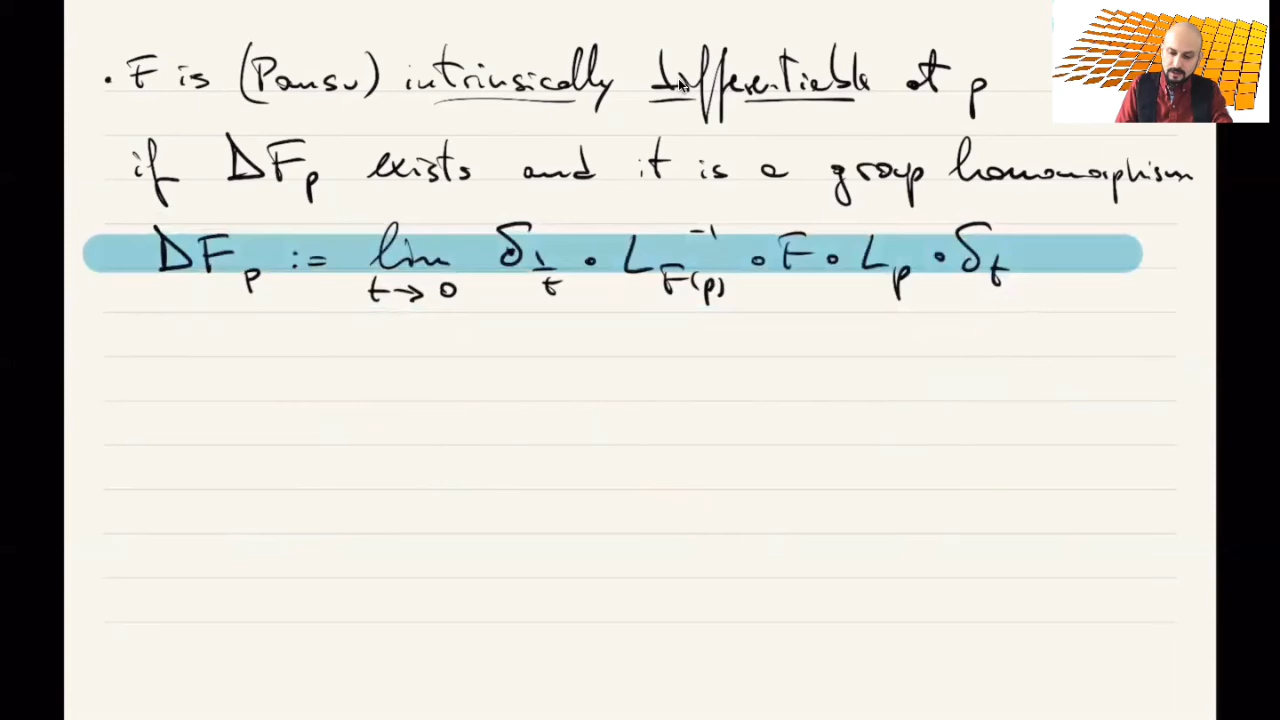 • F is (Pansu) intrinsically differentiable at p
if DF_p exists and it is a group homomorphism
DF_p := lim_{t→0} δ_{1/t} ∘ L_{F(p)}^{-1} ∘ F ∘ L_p ∘ δ_t